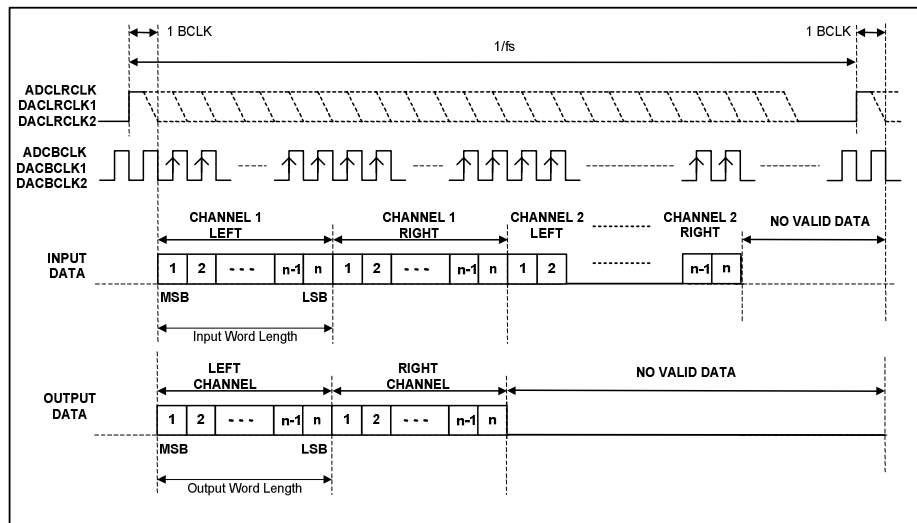 1 BCLK
1 BCLK
1/fs
ADCLRCLK
DACLRCLK1
DACLRCLK2
ADCBCLK
DACBCLK1
DACBCLK2
CHANNEL 1
LEFT
CHANNEL 1
RIGHT
CHANNEL 2
LEFT
CHANNEL 2
RIGHT
NO VALID DATA
INPUT
DATA
1 2 - - - n-1 n 1 2 - - - n-1 n 1 2 n-1 n
MSB LSB
Input Word Length
LEFT
CHANNEL
RIGHT
CHANNEL
NO VALID DATA
OUTPUT
DATA
1 2 - - - n-1 n 1 2 - - - n-1 n
MSB LSB
Output Word Length